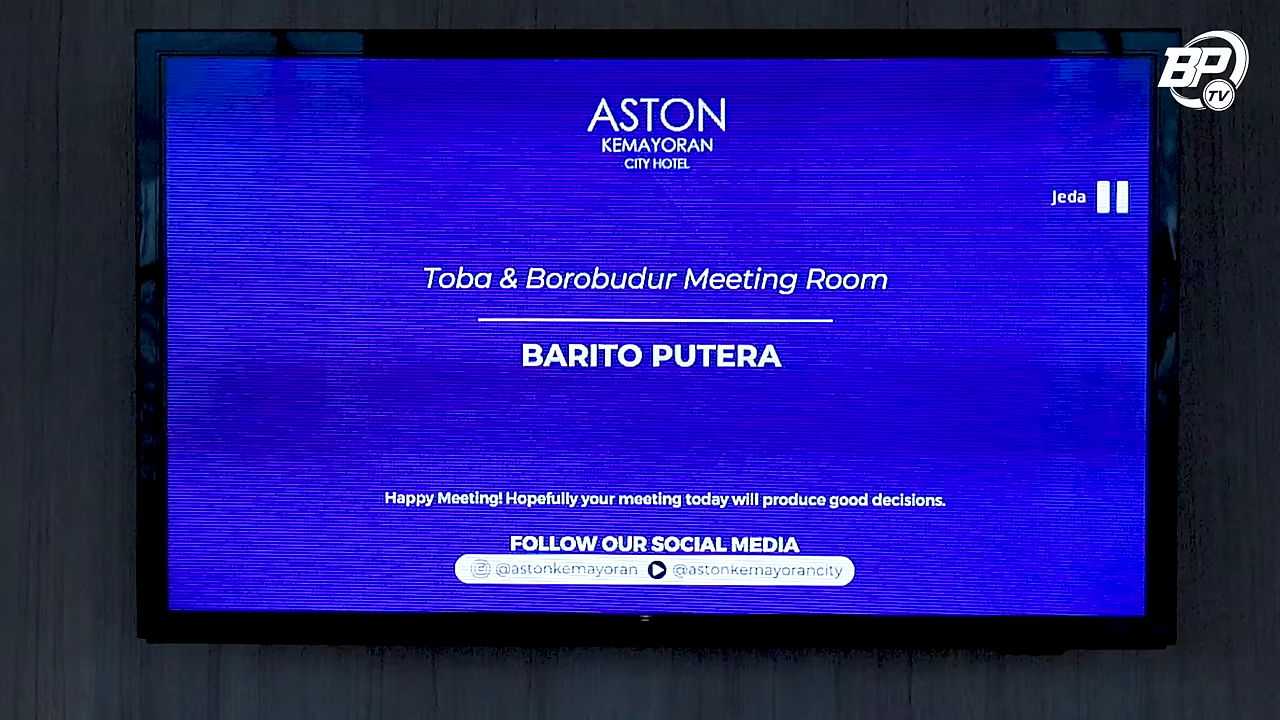 BP
TV
ASTON
KEMAYORAN
CITY HOTEL
Jeda
Toba & Borobudur Meeting Room
BARITO PUTERA
Happy Meeting! Hopefully your meeting today will produce good decisions.
FOLLOW OUR SOCIAL MEDIA
@astonkemayoran @astonkemayorancity